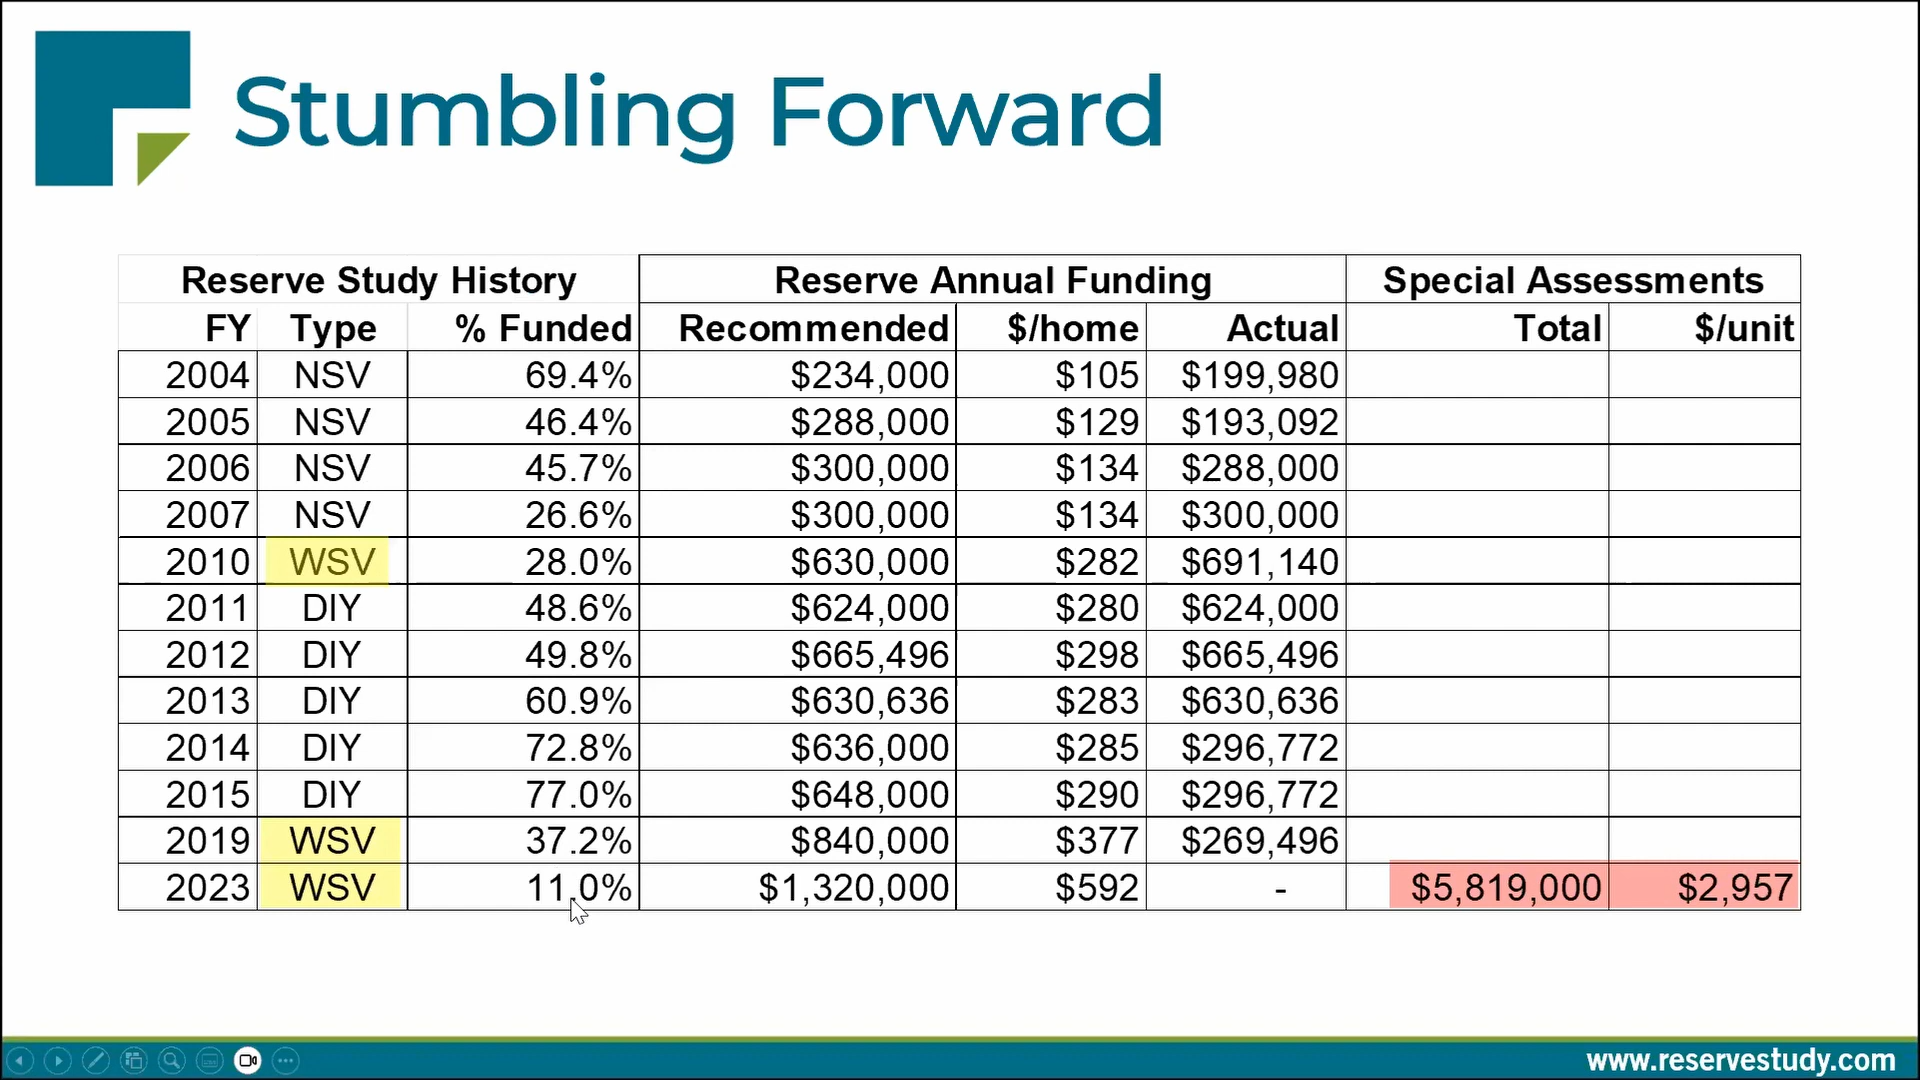 Stumbling Forward
Reserve Study History Reserve Annual Funding Special Assessments
FY Type % Funded Recommended $/home Actual Total $/unit
2004 NSV 69.4% $234,000 $105 $199,980
2005 NSV 46.4% $288,000 $129 $193,092
2006 NSV 45.7% $300,000 $134 $288,000
2007 NSV 26.6% $300,000 $134 $300,000
2010 WSV 28.0% $630,000 $282 $691,140
2011 DIY 48.6% $624,000 $280 $624,000
2012 DIY 49.8% $665,496 $298 $665,496
2013 DIY 60.9% $630,636 $283 $630,636
2014 DIY 72.8% $636,000 $285 $296,772
2015 DIY 77.0% $648,000 $290 $296,772
2019 WSV 37.2% $840,000 $377 $269,496
2023 WSV 11.0% $1,320,000 $592 - $5,819,000 $2,957
www.reservestudy.com